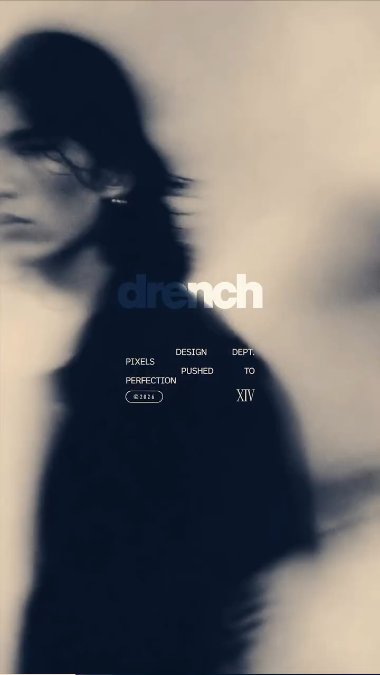 drench
DESIGN DEPT.
PIXELS
PUSHED TO
PERFECTION
©2026 XIV